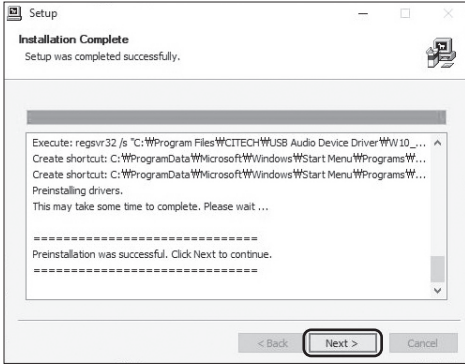 Setup
Installation Complete
Setup was completed successfully.
Execute: regsvr32 /s "C:₩Program Files₩CITECH₩USB Audio Device Driver₩W10_...
Create shortcut: C:₩ProgramData₩Microsoft₩Windows₩Start Menu₩Programs₩...
Create shortcut: C:₩ProgramData₩Microsoft₩Windows₩Start Menu₩Programs₩...
Preinstalling drivers.
This may take some time to complete. Please wait ...
==============================
Preinstallation was successful. Click Next to continue.
==============================
< Back
Next >
Cancel